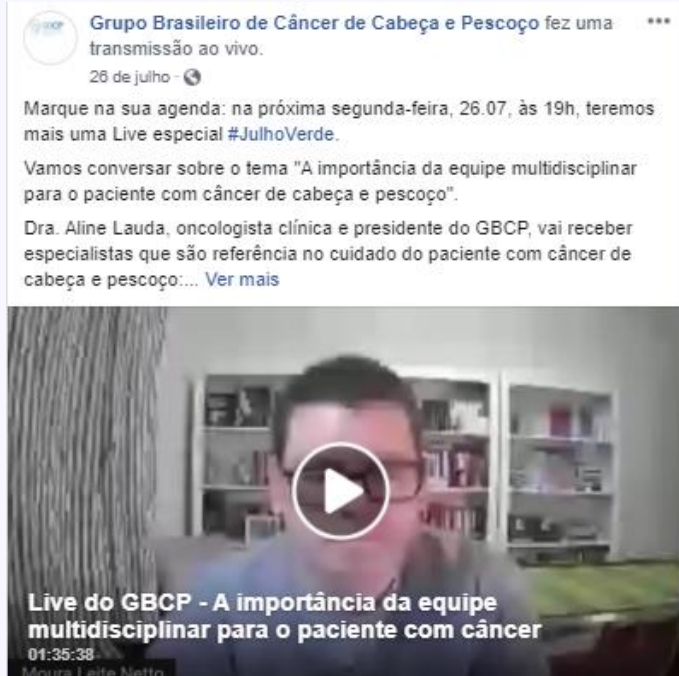 GBCP
Grupo Brasileiro de Câncer de Cabeça e Pescoço fez uma
transmissão ao vivo.
26 de julho ·
Marque na sua agenda: na próxima segunda-feira, 26.07, às 19h, teremos
mais uma Live especial #JulhoVerde.
Vamos conversar sobre o tema "A importância da equipe multidisciplinar
para o paciente com câncer de cabeça e pescoço".
Dra. Aline Lauda, oncologista clínica e presidente do GBCP, vai receber
especialistas que são referência no cuidado do paciente com câncer de
cabeça e pescoço:... Ver mais
Live do GBCP - A importância da equipe
multidisciplinar para o paciente com câncer
01:35:38
Moura Leite Netto